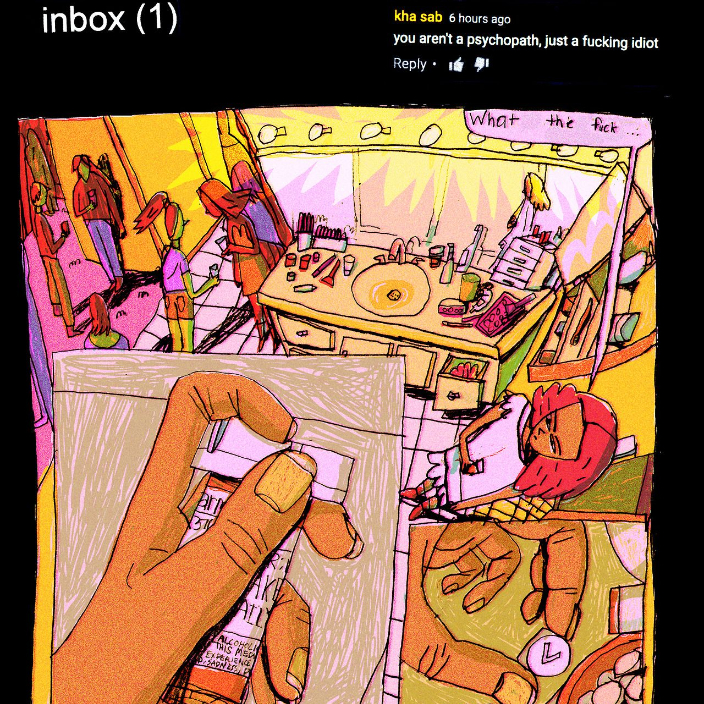 inbox (1)
kha sab 6 hours ago
you aren't a psychopath, just a fucking idiot
Reply •
What the fuck ...
ALCOHOL
THIS MED
EXPERIENCE